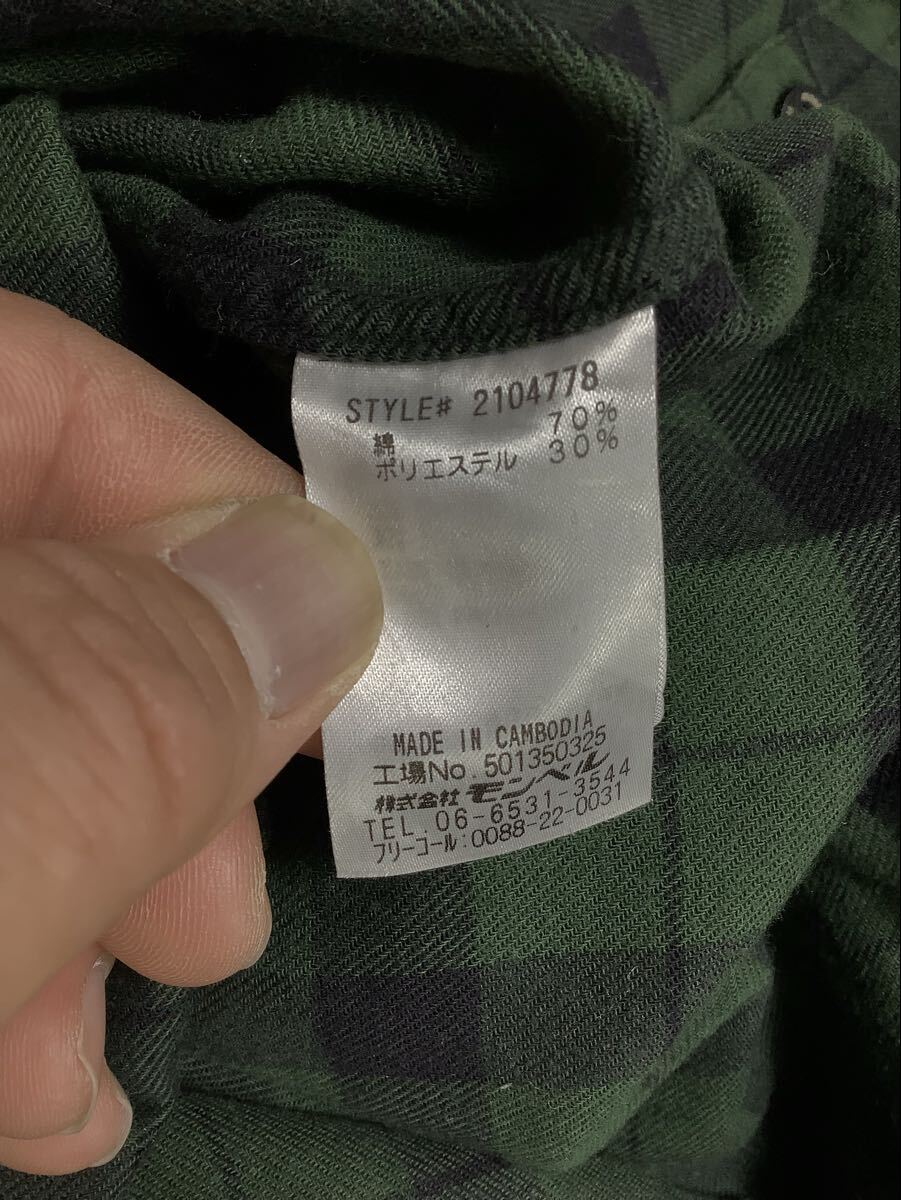 STYLE# 2104778
綿 70%
ポリエステル 30%
MADE IN CAMBODIA
工場No.501350325
株式会社 モンベル
TEL.06-6531-3544
フリーコール:0088-22-0031